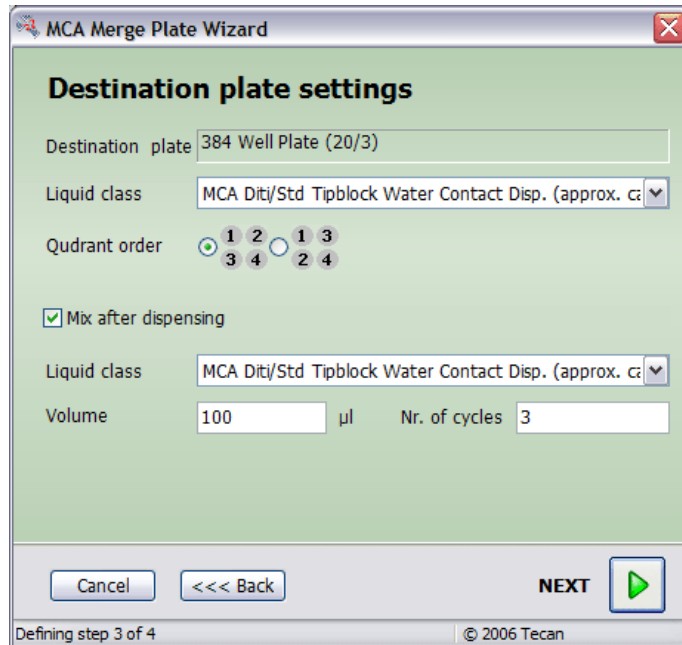 MCA Merge Plate Wizard
Destination plate settings
Destination plate 384 Well Plate (20/3)
Liquid class MCA Diti/Std Tipblock Water Contact Disp. (approx. ca
Qudrant order 1 2 1 3
3 4 2 4
Mix after dispensing
Liquid class MCA Diti/Std Tipblock Water Contact Disp. (approx. ca
Volume 100 µl Nr. of cycles 3
Cancel <<< Back NEXT
Defining step 3 of 4 © 2006 Tecan